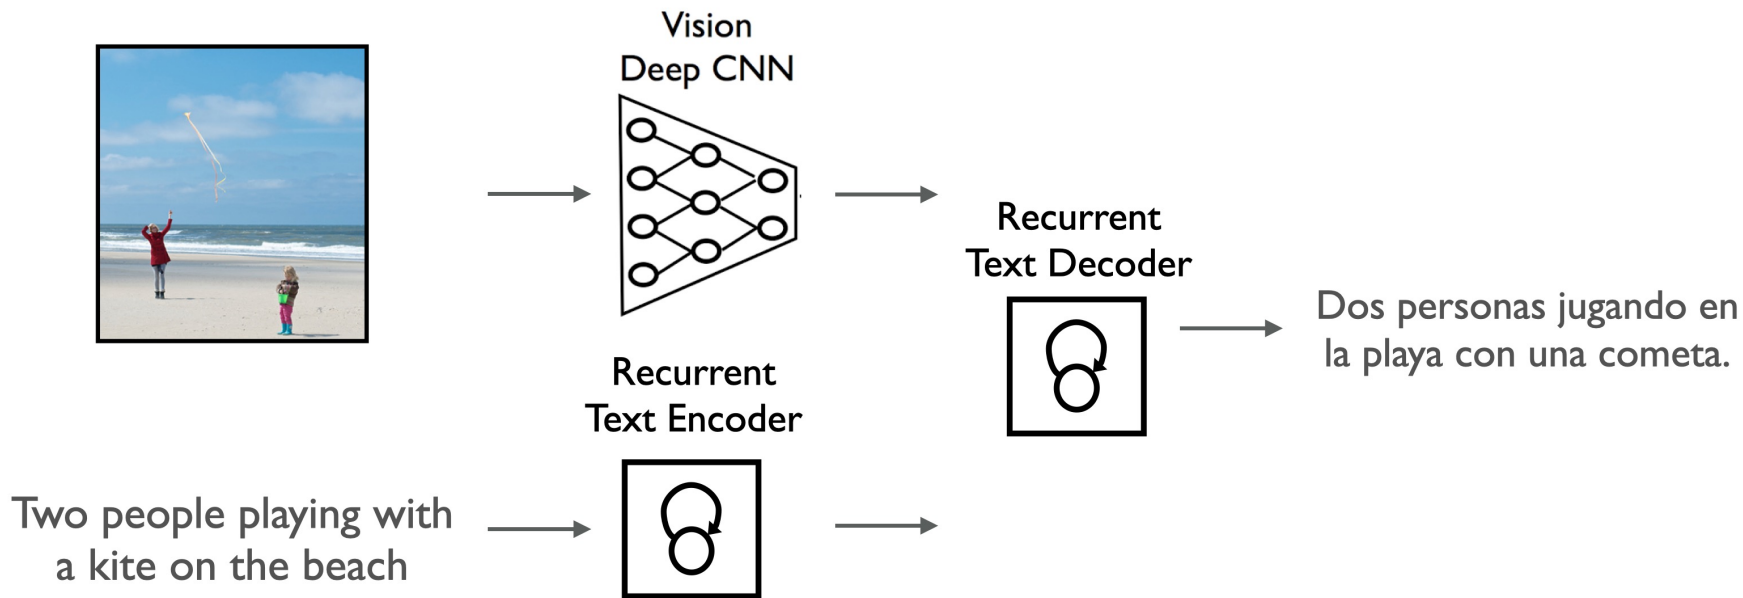 Vision
Deep CNN
Recurrent
Text Decoder
Dos personas jugando en
la playa con una cometa.
Recurrent
Text Encoder
Two people playing with
a kite on the beach